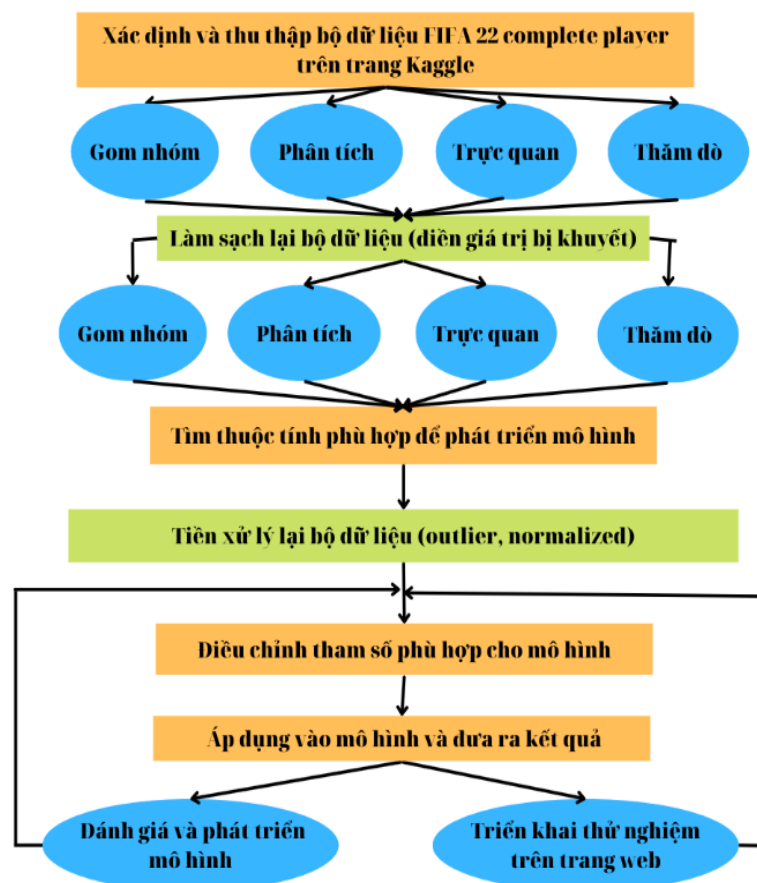 Xác định và thu thập bộ dữ liệu FIFA 22 complete player
trên trang Kaggle
Gom nhóm
Phân tích
Trực quan
Thăm dò
Làm sạch lại bộ dữ liệu (điền giá trị bị khuyết)
Gom nhóm
Phân tích
Trực quan
Thăm dò
Tìm thuộc tính phù hợp để phát triển mô hình
Tiền xử lý lại bộ dữ liệu (outlier, normalized)
Điều chỉnh tham số phù hợp cho mô hình
Áp dụng vào mô hình và đưa ra kết quả
Đánh giá và phát triển
mô hình
Triển khai thử nghiệm
trên trang web